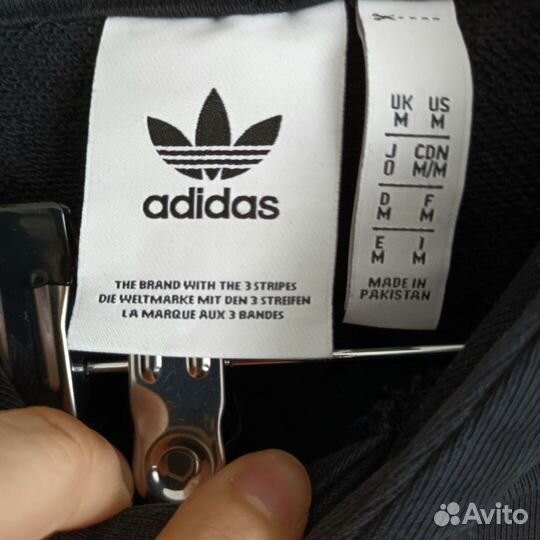 adidas
THE BRAND WITH THE 3 STRIPES
DIE WELTMARKE MIT DEN 3 STREIFEN
LA MARQUE AUX 3 BANDES
UK US
M M
J CDN
O M/M
D F
M M
E I
M M
MADE IN
PAKISTAN
Avito